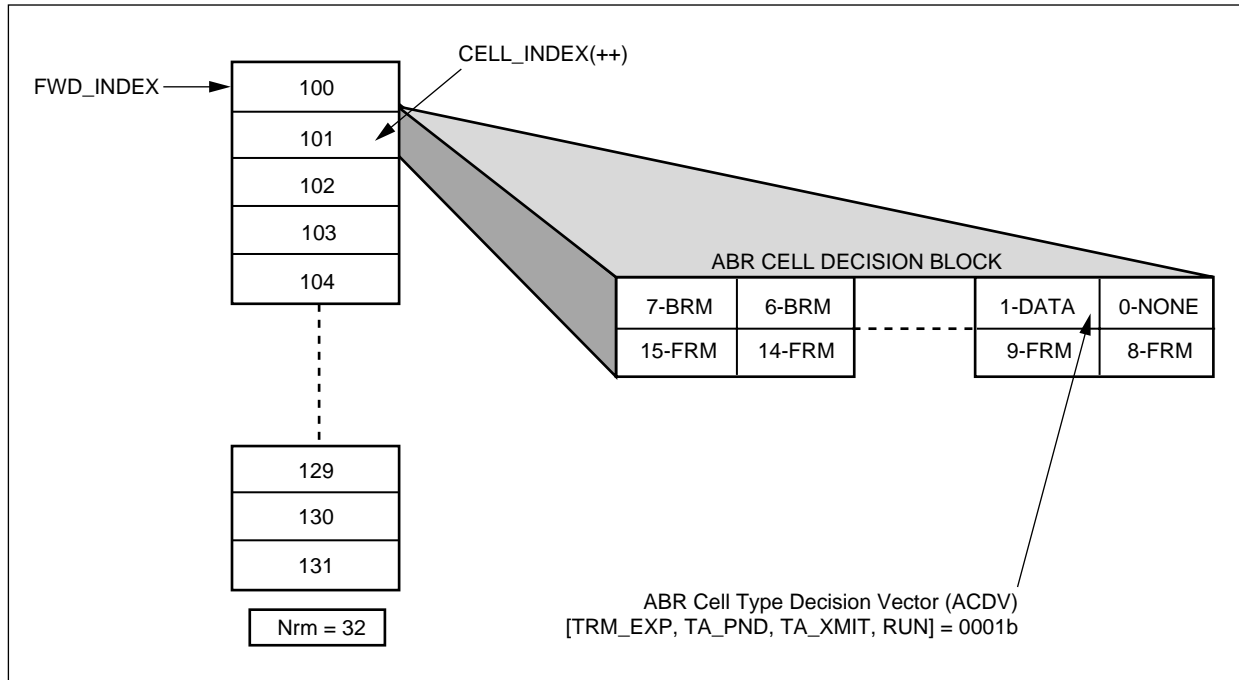 CELL_INDEX(++)
FWD_INDEX
100
101
102
103
104
ABR CELL DECISION BLOCK
7-BRM 6-BRM 1-DATA 0-NONE
15-FRM 14-FRM 9-FRM 8-FRM
129
130
131
Nrm = 32
ABR Cell Type Decision Vector (ACDV)
[TRM_EXP, TA_PND, TA_XMIT, RUN] = 0001b